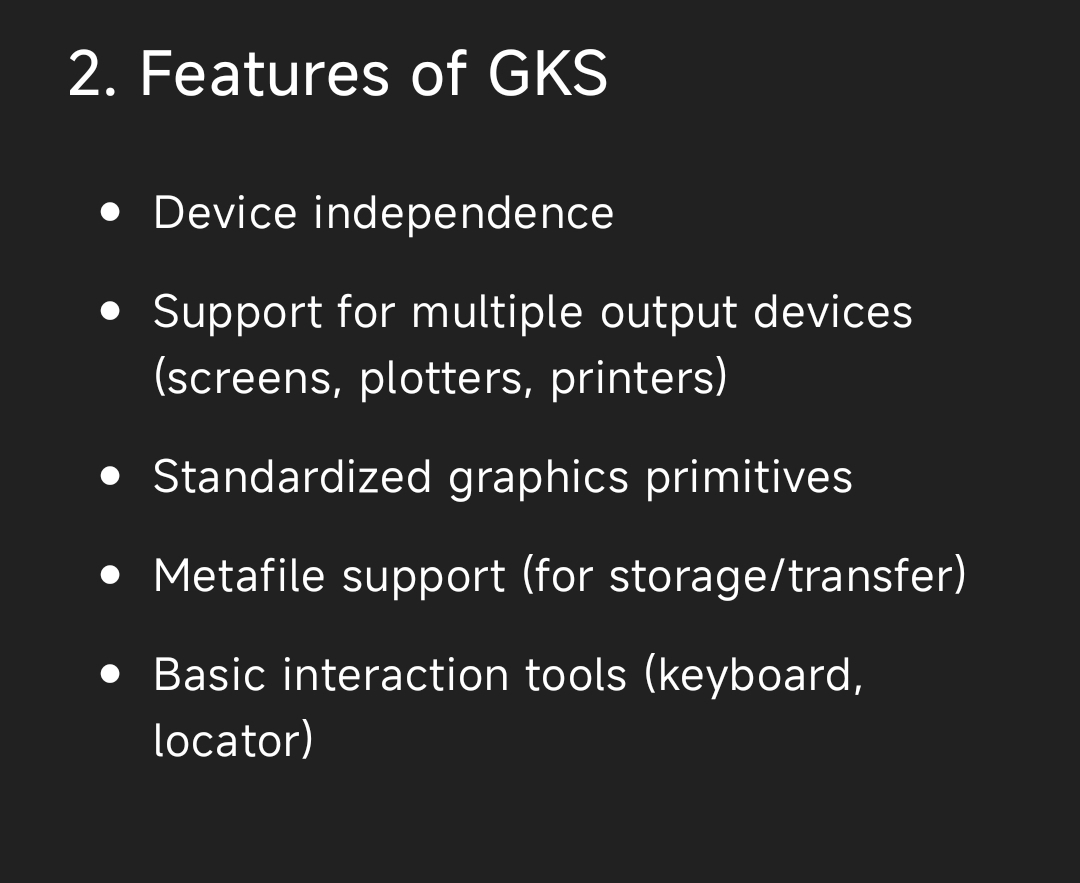 2. Features of GKS
• Device independence
• Support for multiple output devices
(screens, plotters, printers)
• Standardized graphics primitives
• Metafile support (for storage/transfer)
• Basic interaction tools (keyboard,
locator)